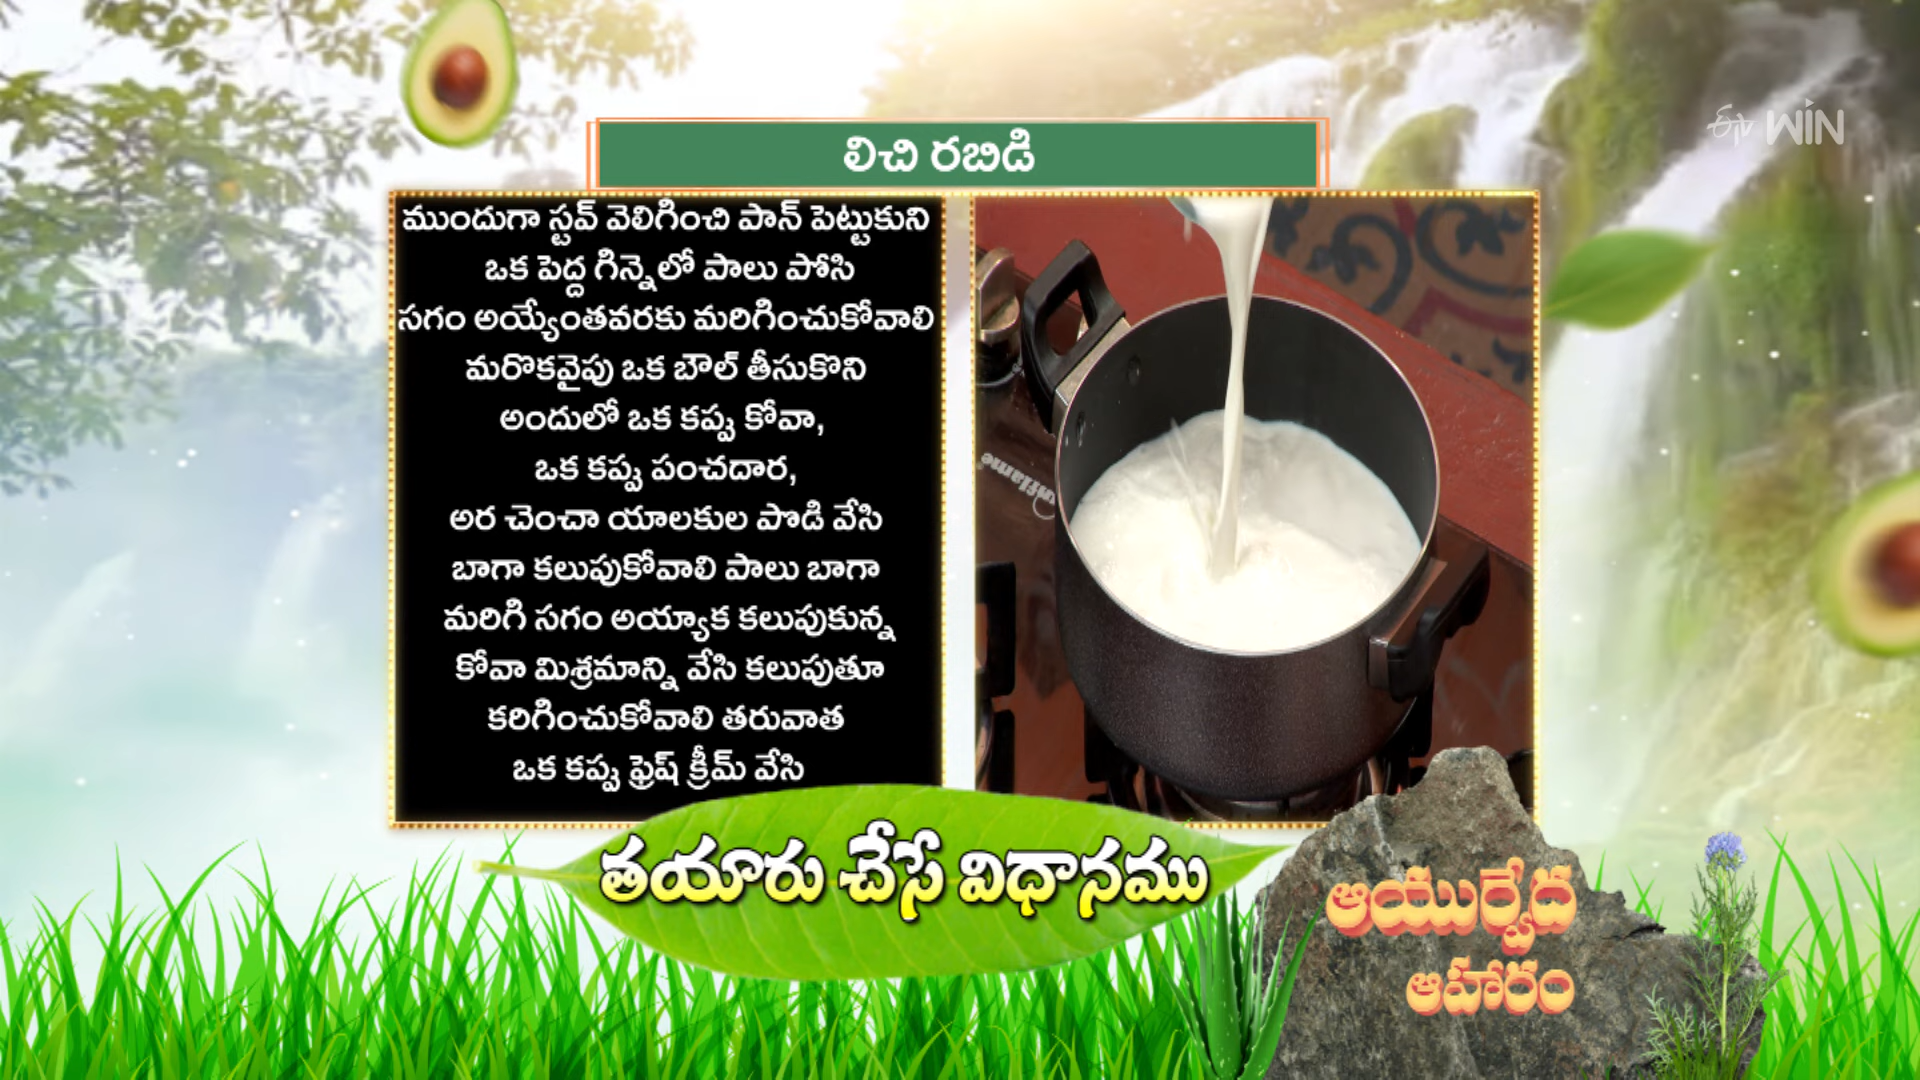 ఈటీవీ WIN
లిచి రబిడి
ముందుగా స్టవ్ వెలిగించి పాన్ పెట్టుకుని
ఒక పెద్ద గిన్నెలో పాలు పోసి
సగం అయ్యేంతవరకు మరిగించుకోవాలి
మరొకవైపు ఒక బౌల్ తీసుకొని
అందులో ఒక కప్పు కోవా,
ఒక కప్పు పంచదార,
అర చెంచా యాలకుల పొడి వేసి
బాగా కలుపుకోవాలి పాలు బాగా
మరిగి సగం అయ్యాక కలుపుకున్న
కోవా మిశ్రమాన్ని వేసి కలుపుతూ
కరిగించుకోవాలి తరువాత
ఒక కప్పు ఫ్రెష్ క్రీమ్ వేసి
తయారు చేసే విధానము
ఆయుర్వేద
ఆహారం